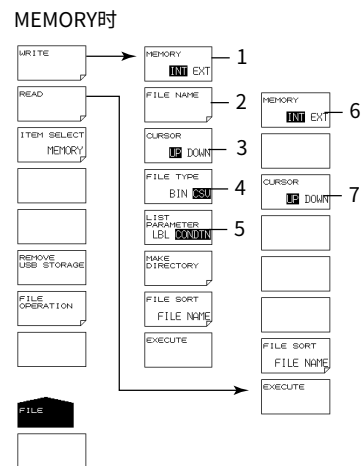 MEMORY时
WRITE
READ
ITEM SELECT
MEMORY
REMOVE
USB STORAGE
FILE
OPERATION
FILE
MEMORY
INT EXT
1
FILE NAME
2
CURSOR
UP DOWN
3
FILE TYPE
BIN CSV
4
LIST
PARAMETER
LBL CONDTN
5
MAKE
DIRECTORY
FILE SORT
FILE NAME
EXECUTE
MEMORY
INT EXT
6
CURSOR
UP DOWN
7
FILE SORT
FILE NAME
EXECUTE